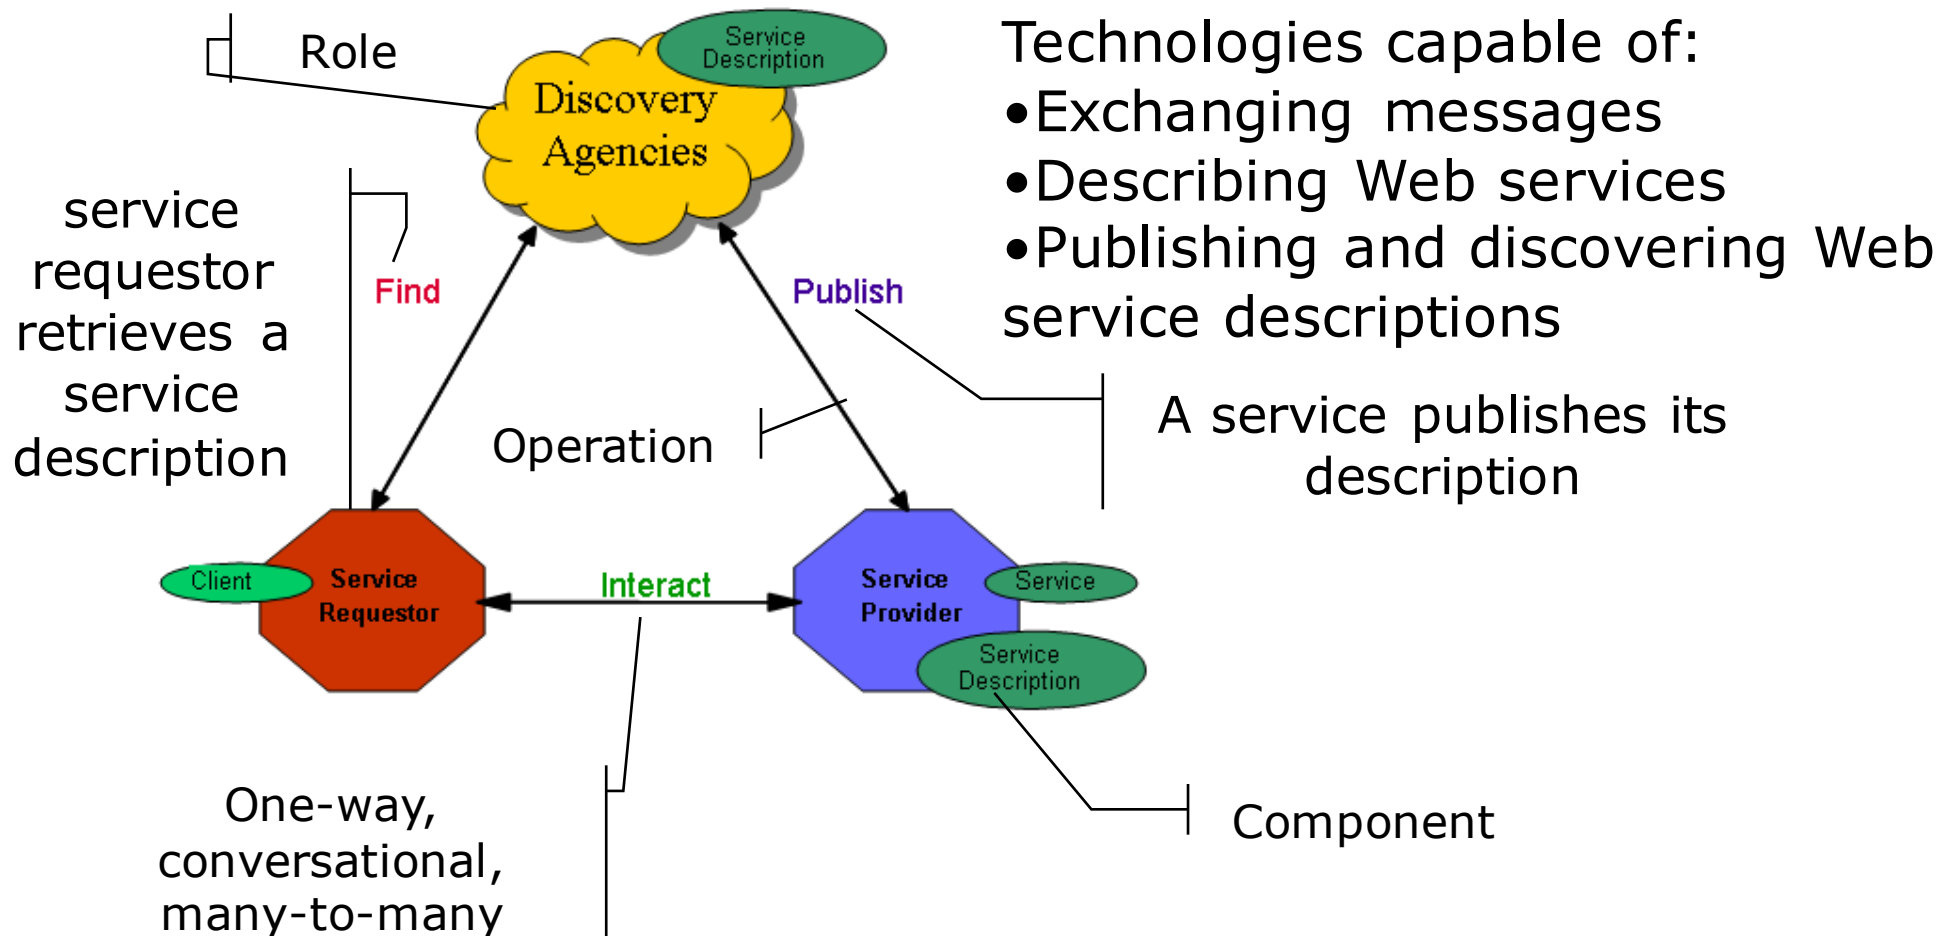 Role
Service
Description
Discovery
Agencies
Technologies capable of:
•Exchanging messages
•Describing Web services
•Publishing and discovering Web
service descriptions
service
requestor
retrieves a
service
description
Find
Publish
Operation
A service publishes its
description
Client
Service
Requestor
Interact
Service
Provider
Service
Service
Description
One-way,
conversational,
many-to-many
Component